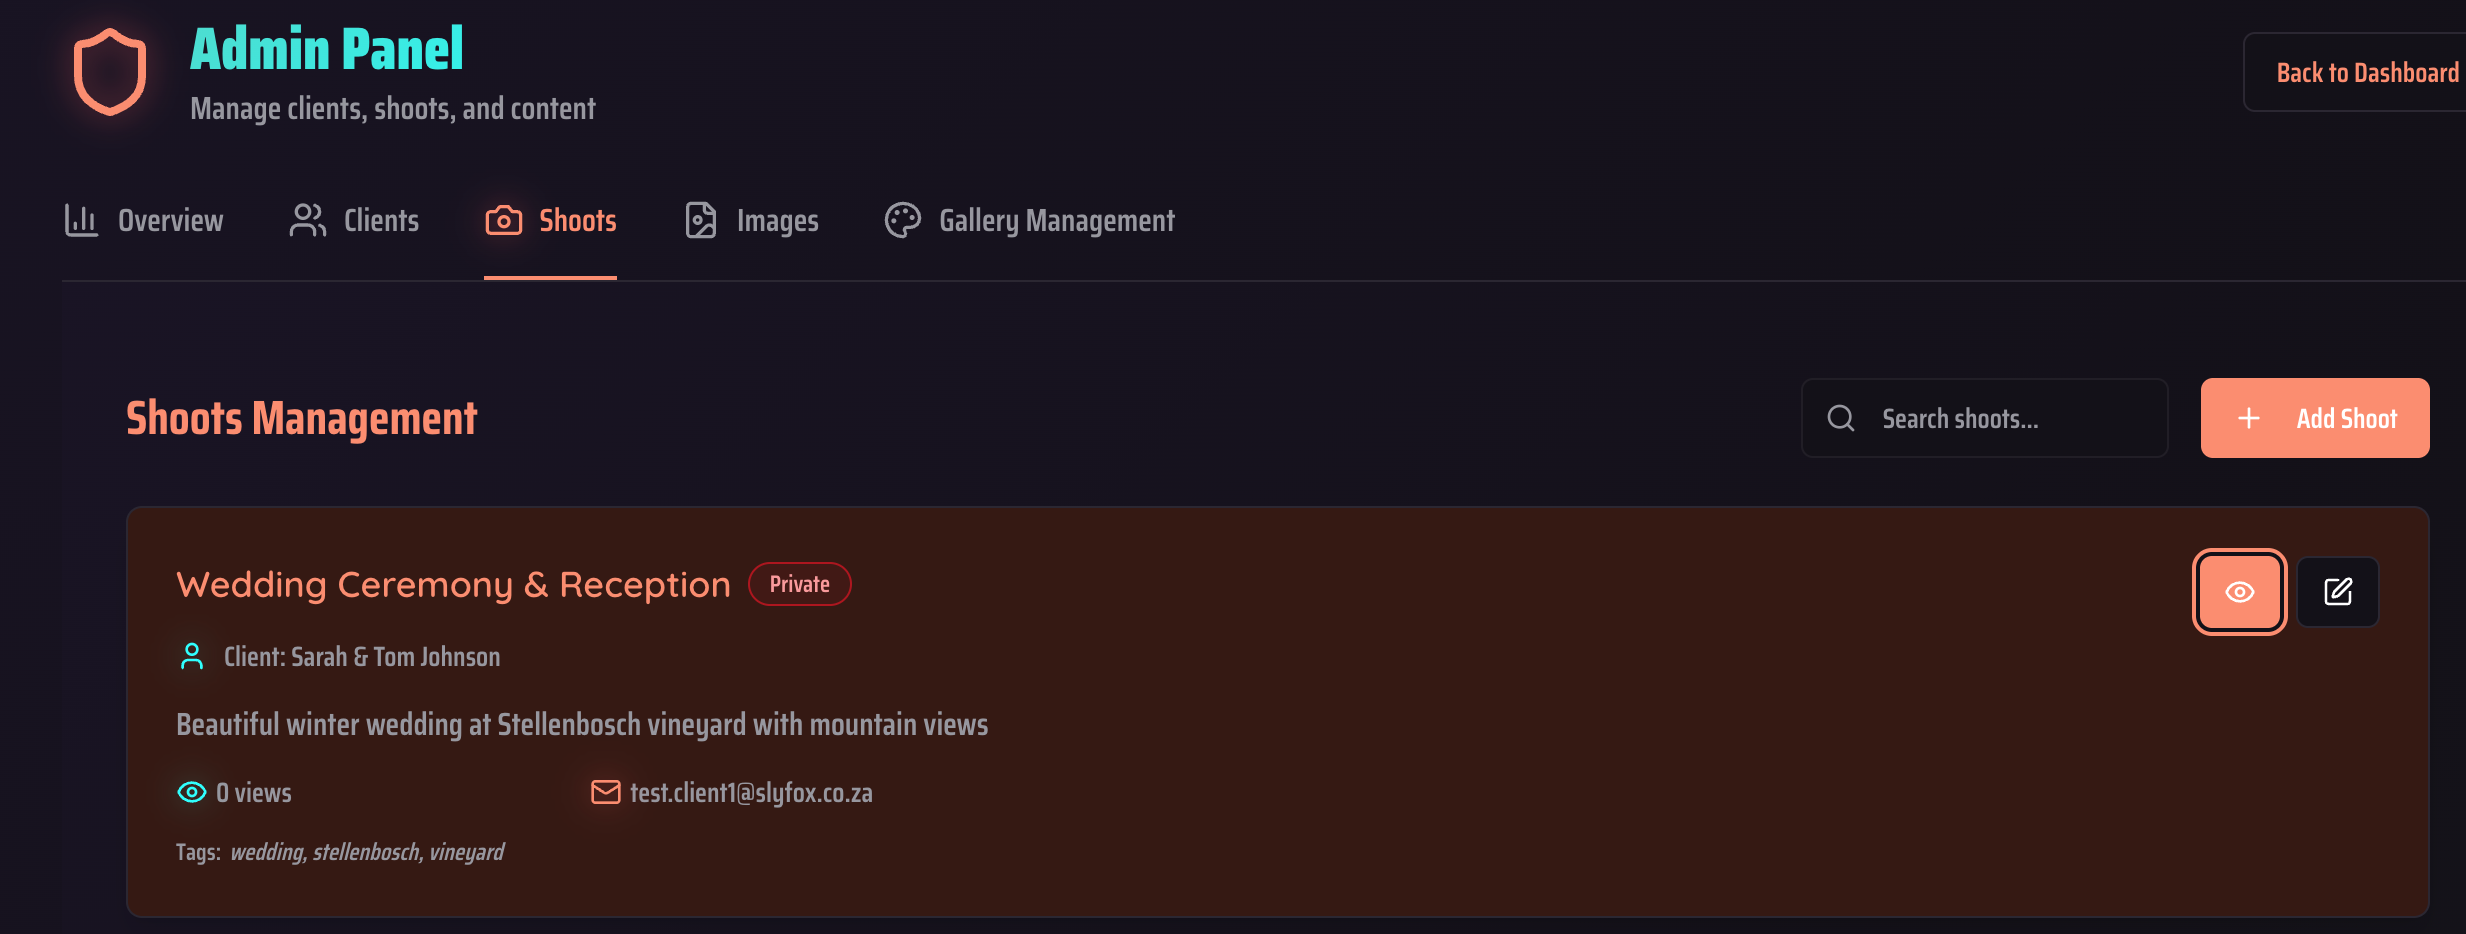 Admin Panel
Manage clients, shoots, and content
Back to Dashboard
Overview
Clients
Shoots
Images
Gallery Management
Shoots Management
Search shoots...
Add Shoot
Wedding Ceremony & Reception
Private
Client: Sarah & Tom Johnson
Beautiful winter wedding at Stellenbosch vineyard with mountain views
0 views
test.client1@slyfox.co.za
Tags: wedding, stellenbosch, vineyard